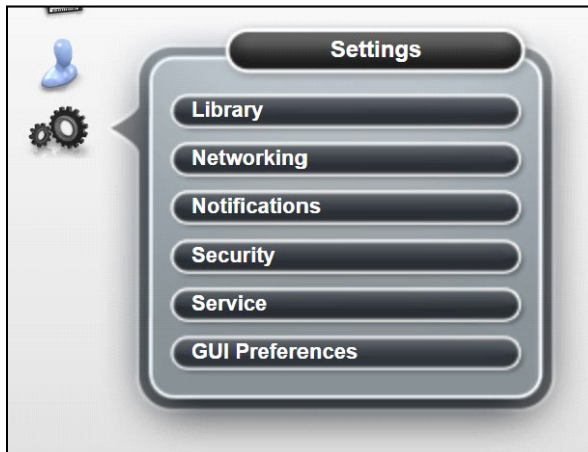 Settings
Library
Networking
Notifications
Security
Service
GUI Preferences